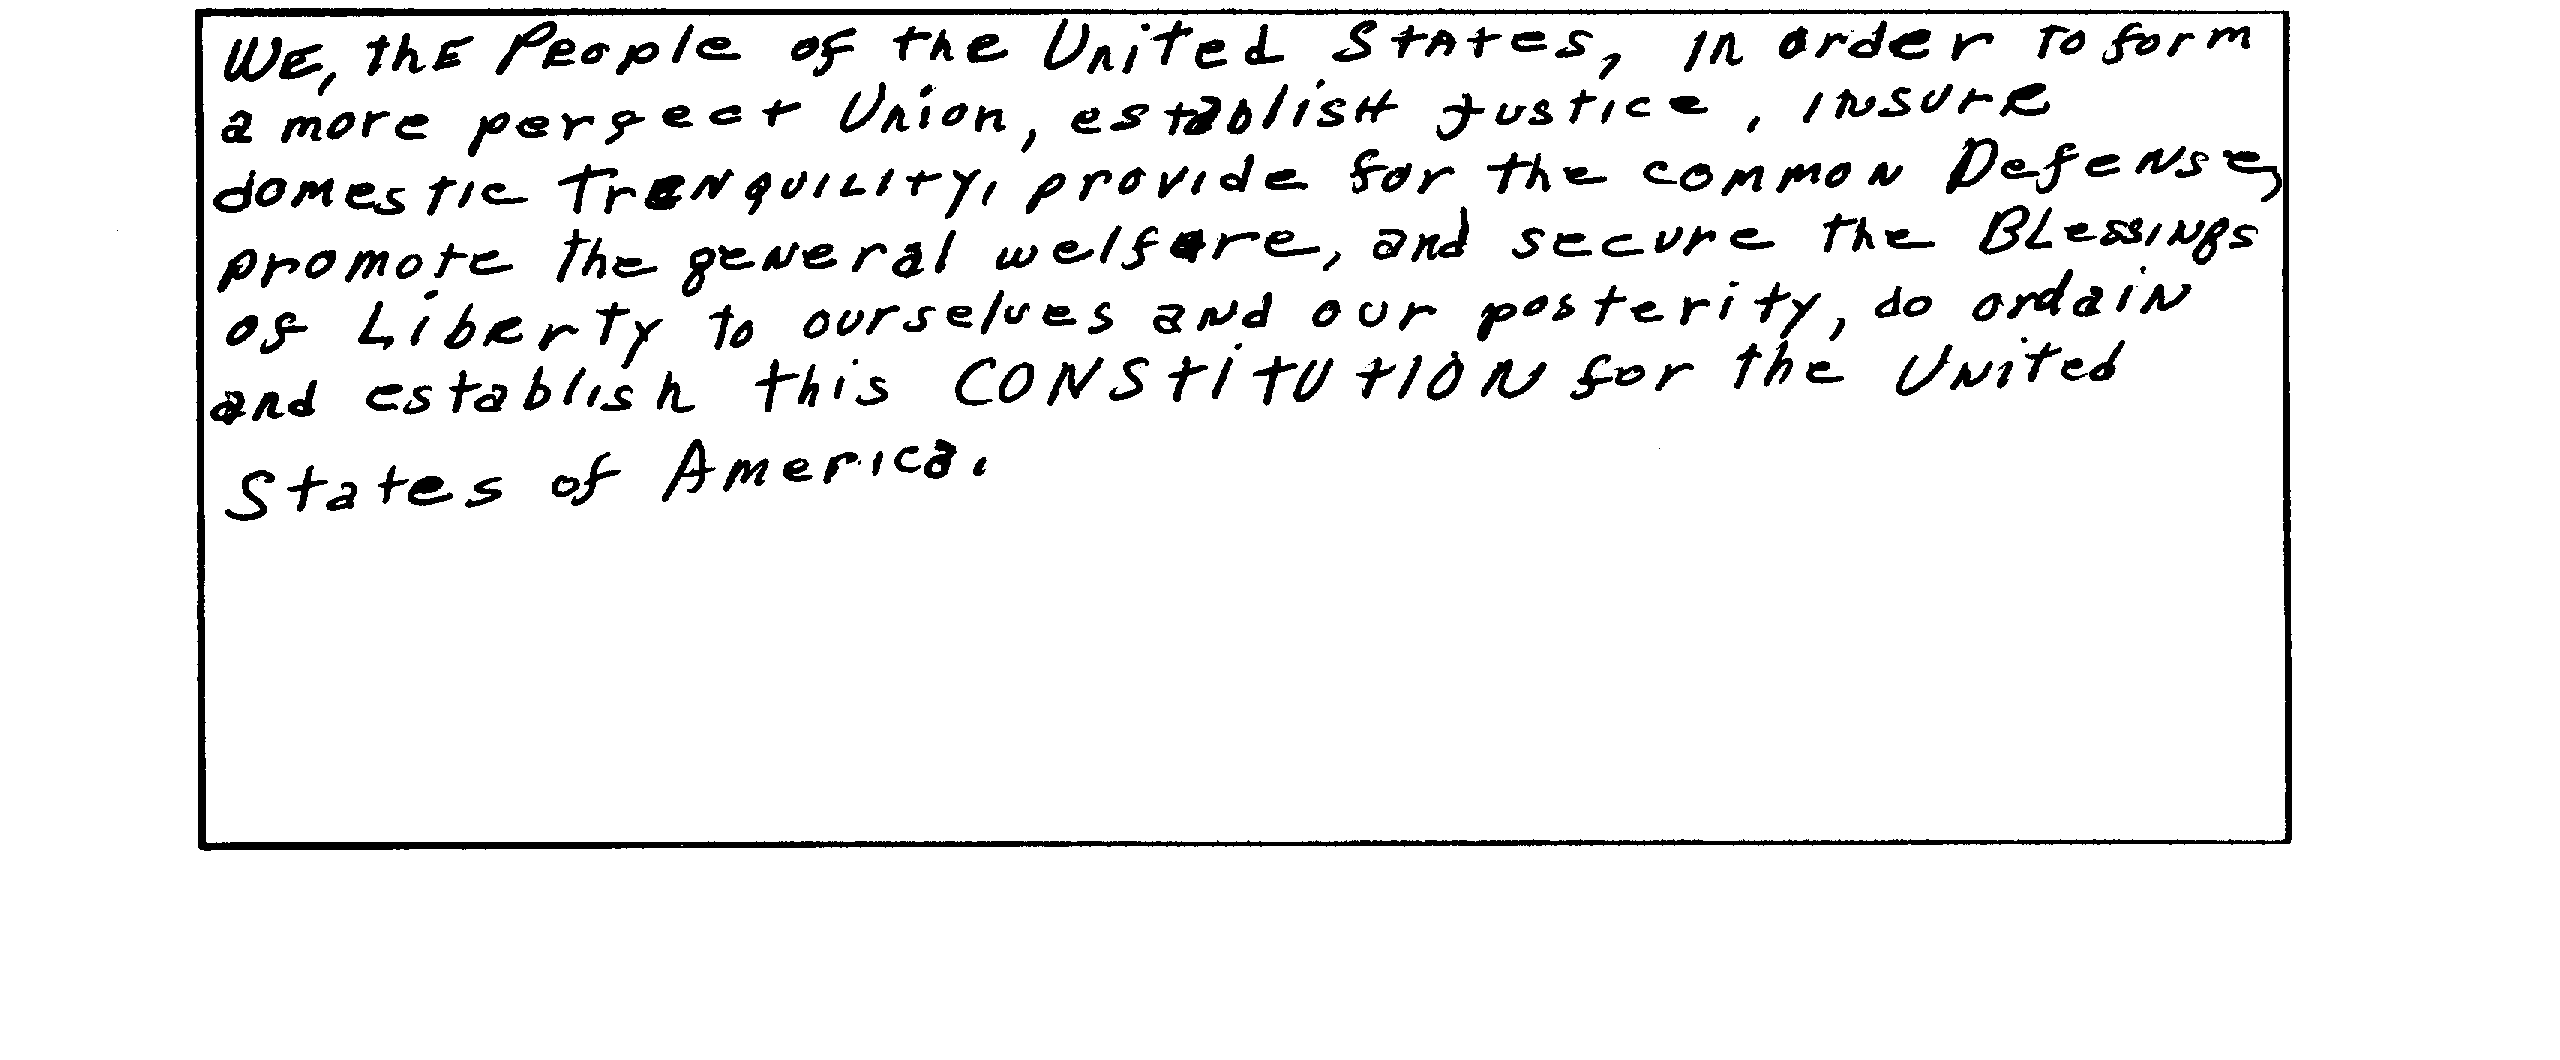 WE, the People of the United States, in order to form
a more perfect Union, establish justice, insure
domestic Trenquility, provide for the common Defense,
promote the general welfare, and secure the Blessings
of Liberty to ourselves and our posterity, do ordain
and establish this CONSTITUTION for the United
States of America.